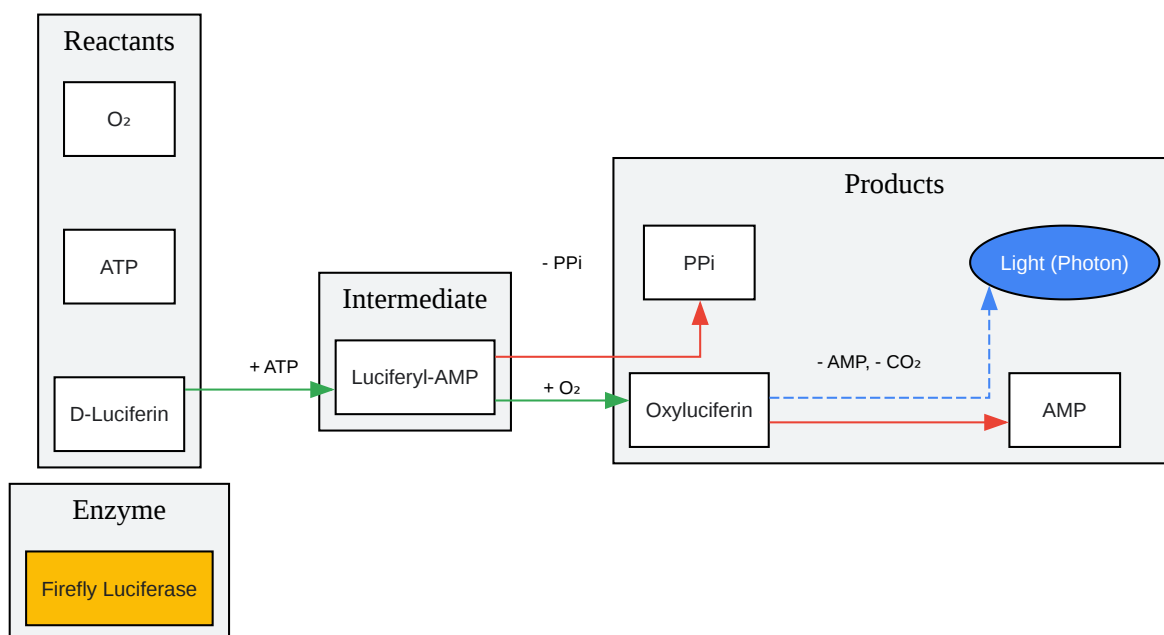 Reactants
O₂
ATP
D-Luciferin
+ ATP
Intermediate
Luciferyl-AMP
- PPi
+ O₂
Products
PPi
Light (Photon)
- AMP, - CO₂
Oxyluciferin
AMP
Enzyme
Firefly Luciferase